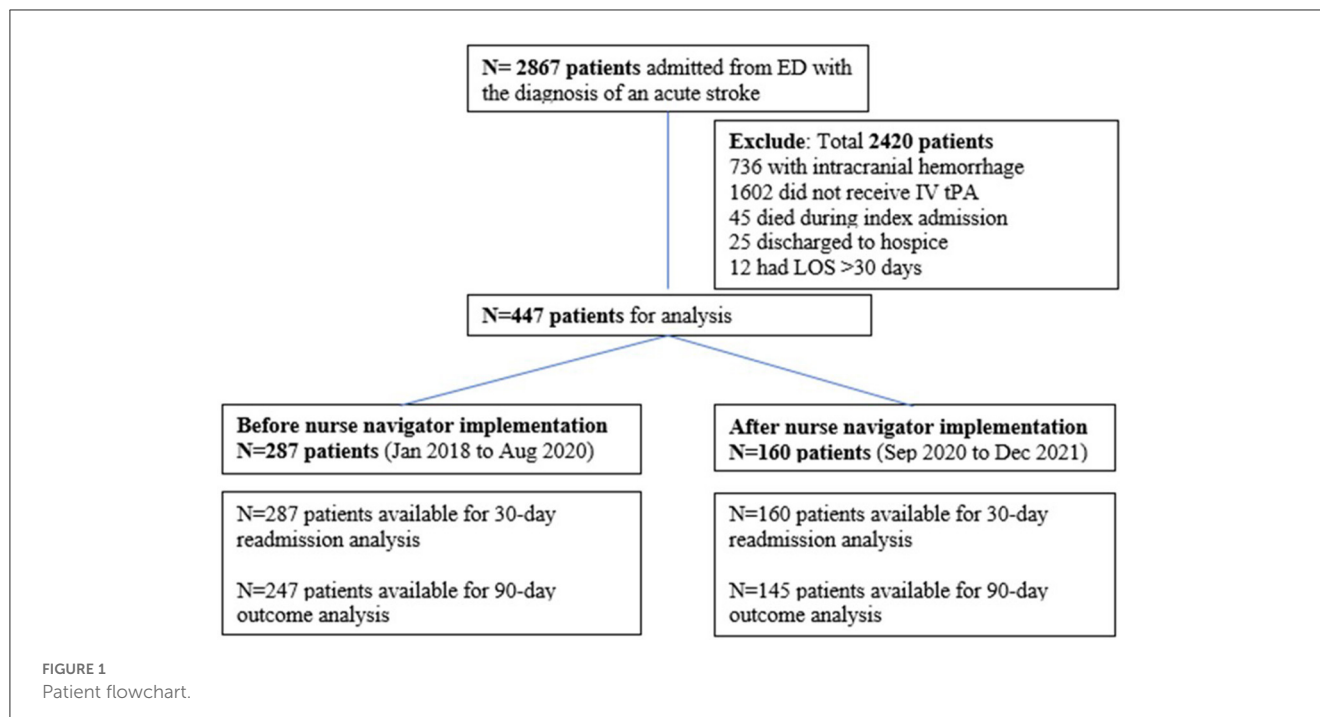 N= 2867 patients admitted from ED with
the diagnosis of an acute stroke
Exclude: Total 2420 patients
736 with intracranial hemorrhage
1602 did not receive IV tPA
45 died during index admission
25 discharged to hospice
12 had LOS >30 days
N=447 patients for analysis
Before nurse navigator implementation
N=287 patients (Jan 2018 to Aug 2020)
After nurse navigator implementation
N=160 patients (Sep 2020 to Dec 2021)
N=287 patients available for 30-day
readmission analysis
N=247 patients available for 90-day
outcome analysis
N=160 patients available for 30-day
readmission analysis
N=145 patients available for 90-day
outcome analysis
FIGURE 1
Patient flowchart.